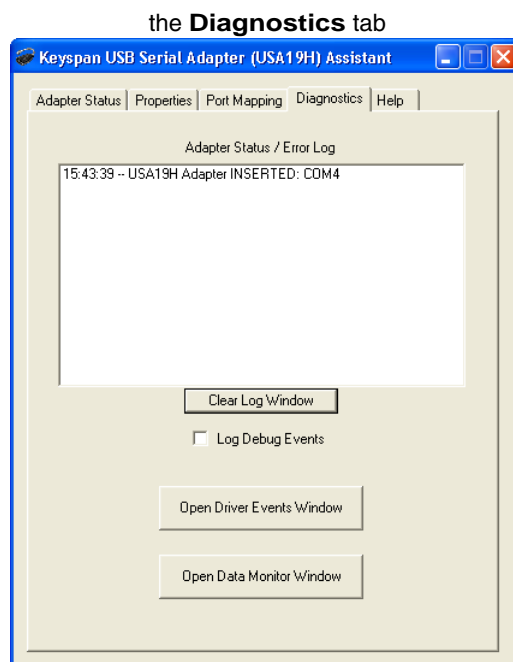 the Diagnostics tab
Keyspan USB Serial Adapter (USA19H) Assistant
Adapter Status Properties Port Mapping Diagnostics Help
Adapter Status / Error Log
15:43:39 -- USA19H Adapter INSERTED: COM4
Clear Log Window
Log Debug Events
Open Driver Events Window
Open Data Monitor Window